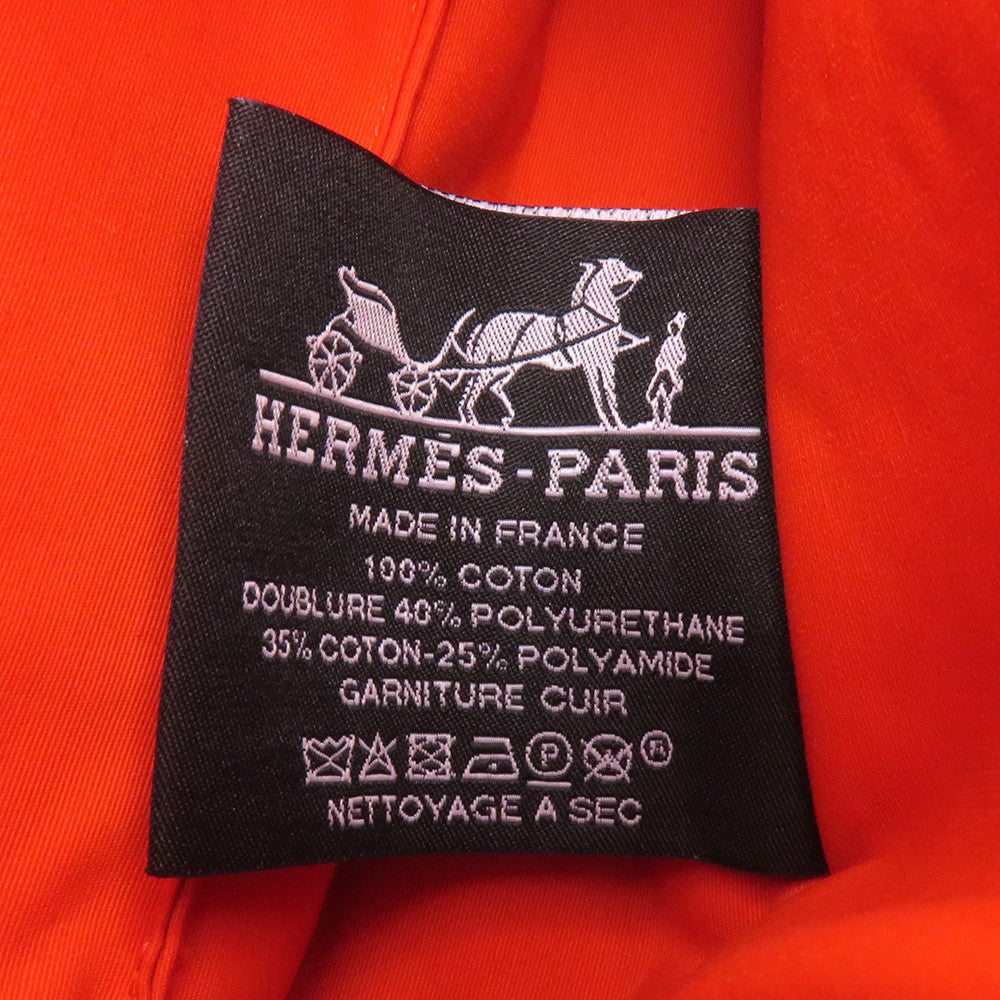 HERMÈS-PARIS
MADE IN FRANCE
100% COTON
DOUBLURE 40% POLYURETHANE
35% COTON-25% POLYAMIDE
GARNITURE CUIR
P
NETTOYAGE A SEC